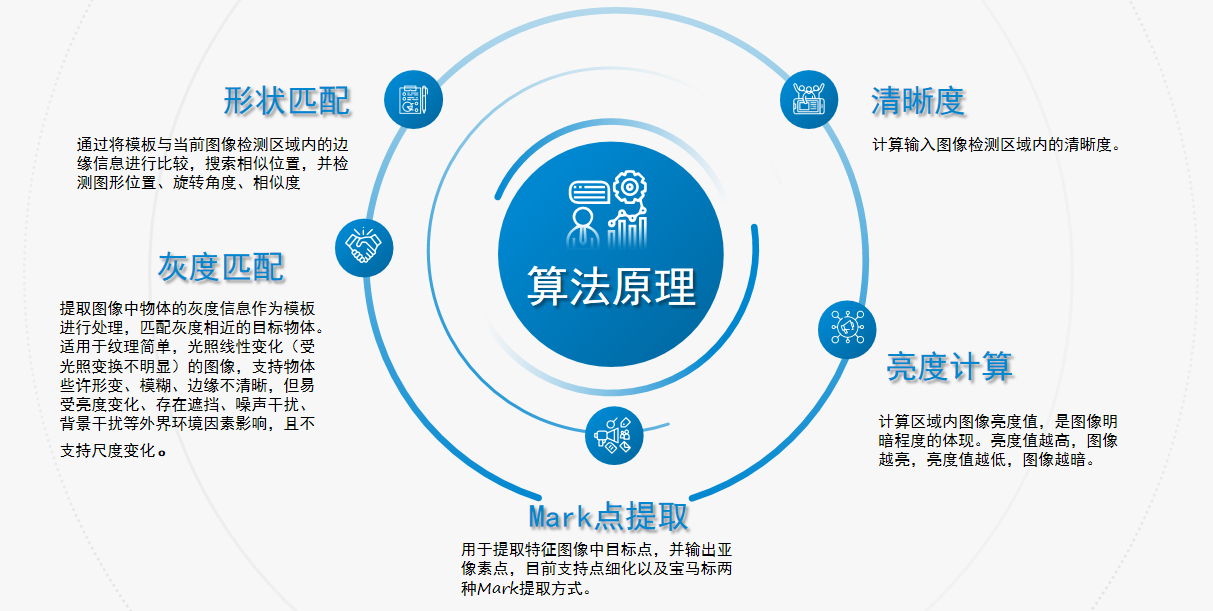 形状匹配
通过将模板与当前图像检测区域内的边
缘信息进行比较，搜索相似位置，并检
测图形位置、旋转角度、相似度
灰度匹配
提取图像中物体的灰度信息作为模板
进行处理，匹配灰度相近的目标物体。
适用于纹理简单，光照线性变化（受
光照变换不明显）的图像，支持物体
些许形变、模糊、边缘不清晰，但易
受亮度变化、存在遮挡、噪声干扰、
背景干扰等外界环境因素影响，且不
支持尺度变化。
算法原理
清晰度
计算输入图像检测区域内的清晰度。
亮度计算
计算区域内图像亮度值，是图像明
暗程度的体现。亮度值越高，图像
越亮，亮度值越低，图像越暗。
Mark点提取
用于提取特征图像中目标点，并输出亚
像素点，目前支持点细化以及宝马标两
种Mark提取方式。